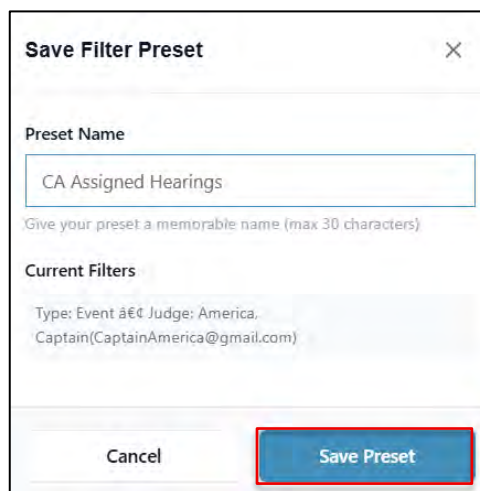 Save Filter Preset
Preset Name
CA Assigned Hearings
Give your preset a memorable name (max 30 characters)
Current Filters
Type: Event â€¢ Judge: America,
Captain(CaptainAmerica@gmail.com)
Cancel
Save Preset